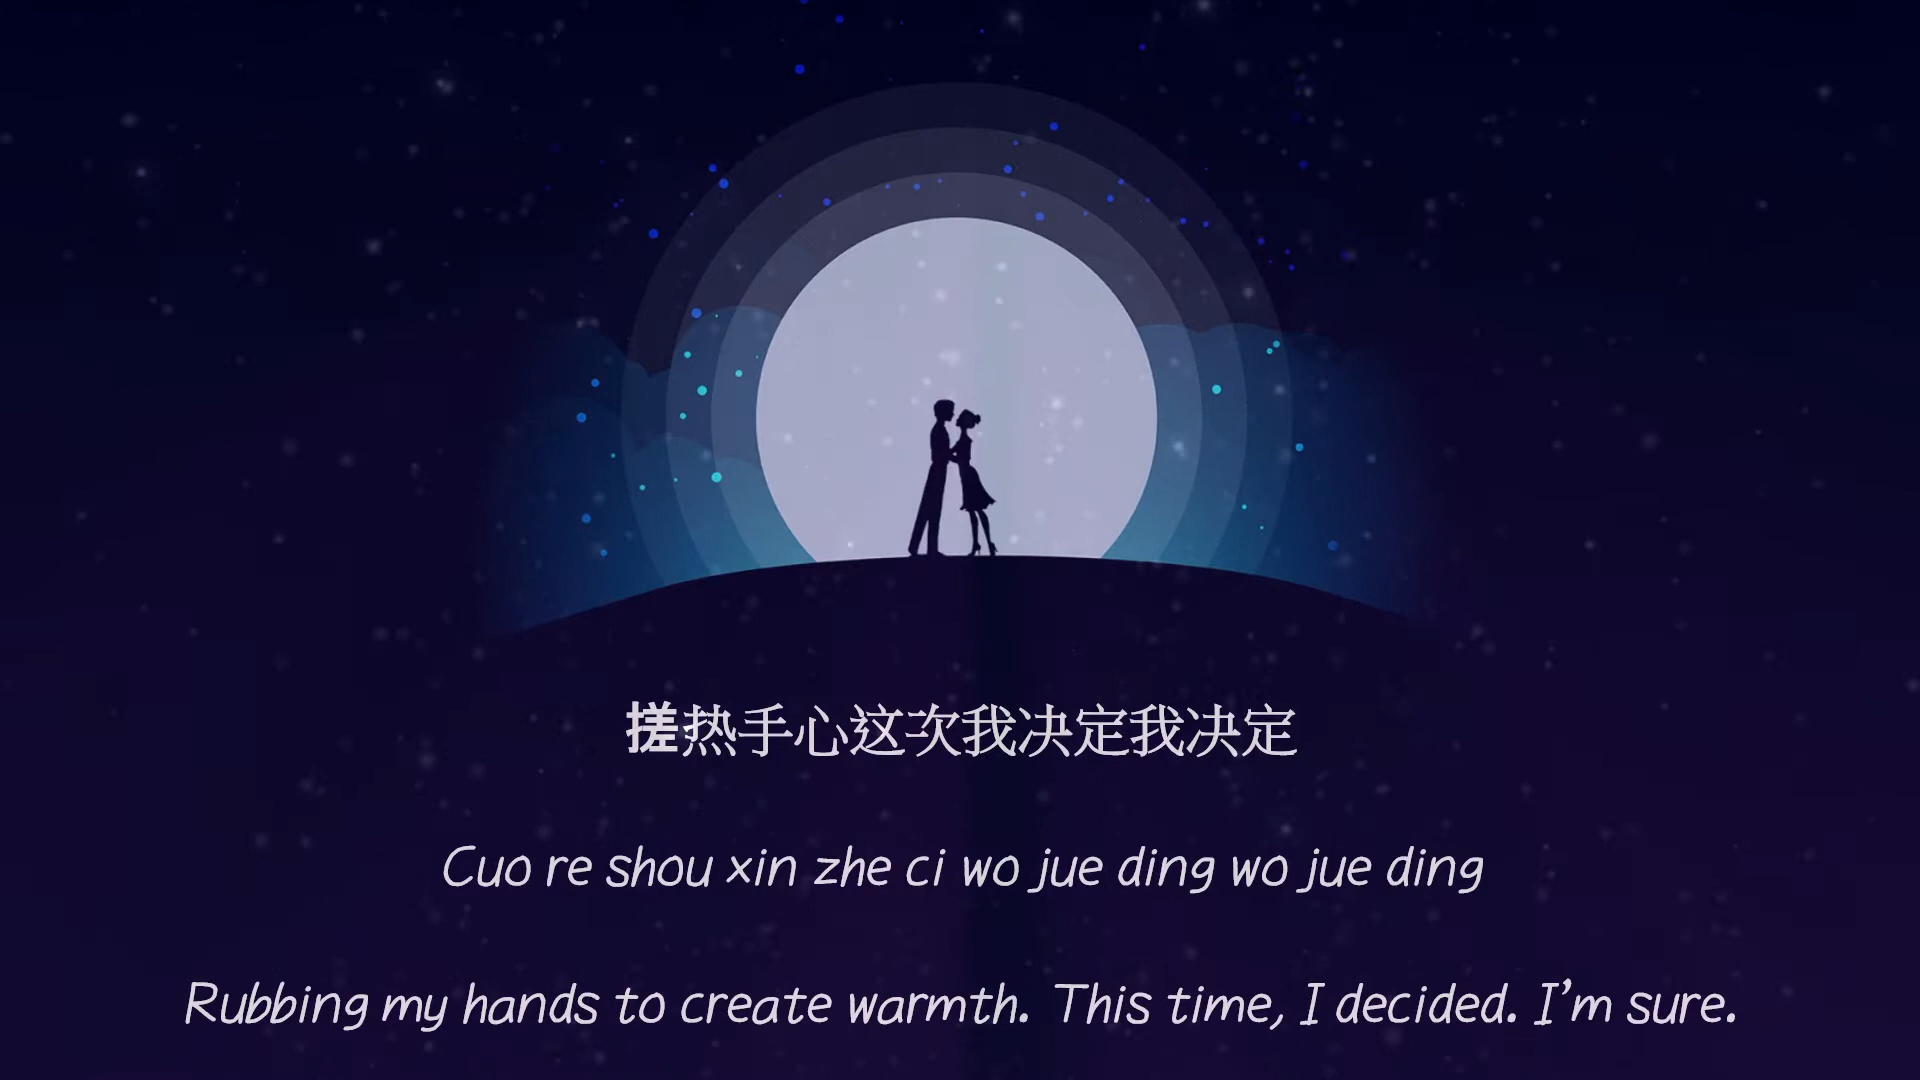 搓热手心这次我决定我决定
Cuo re shou xin zhe ci wo jue ding wo jue ding
Rubbing my hands to create warmth. This time, I decided. I'm sure.